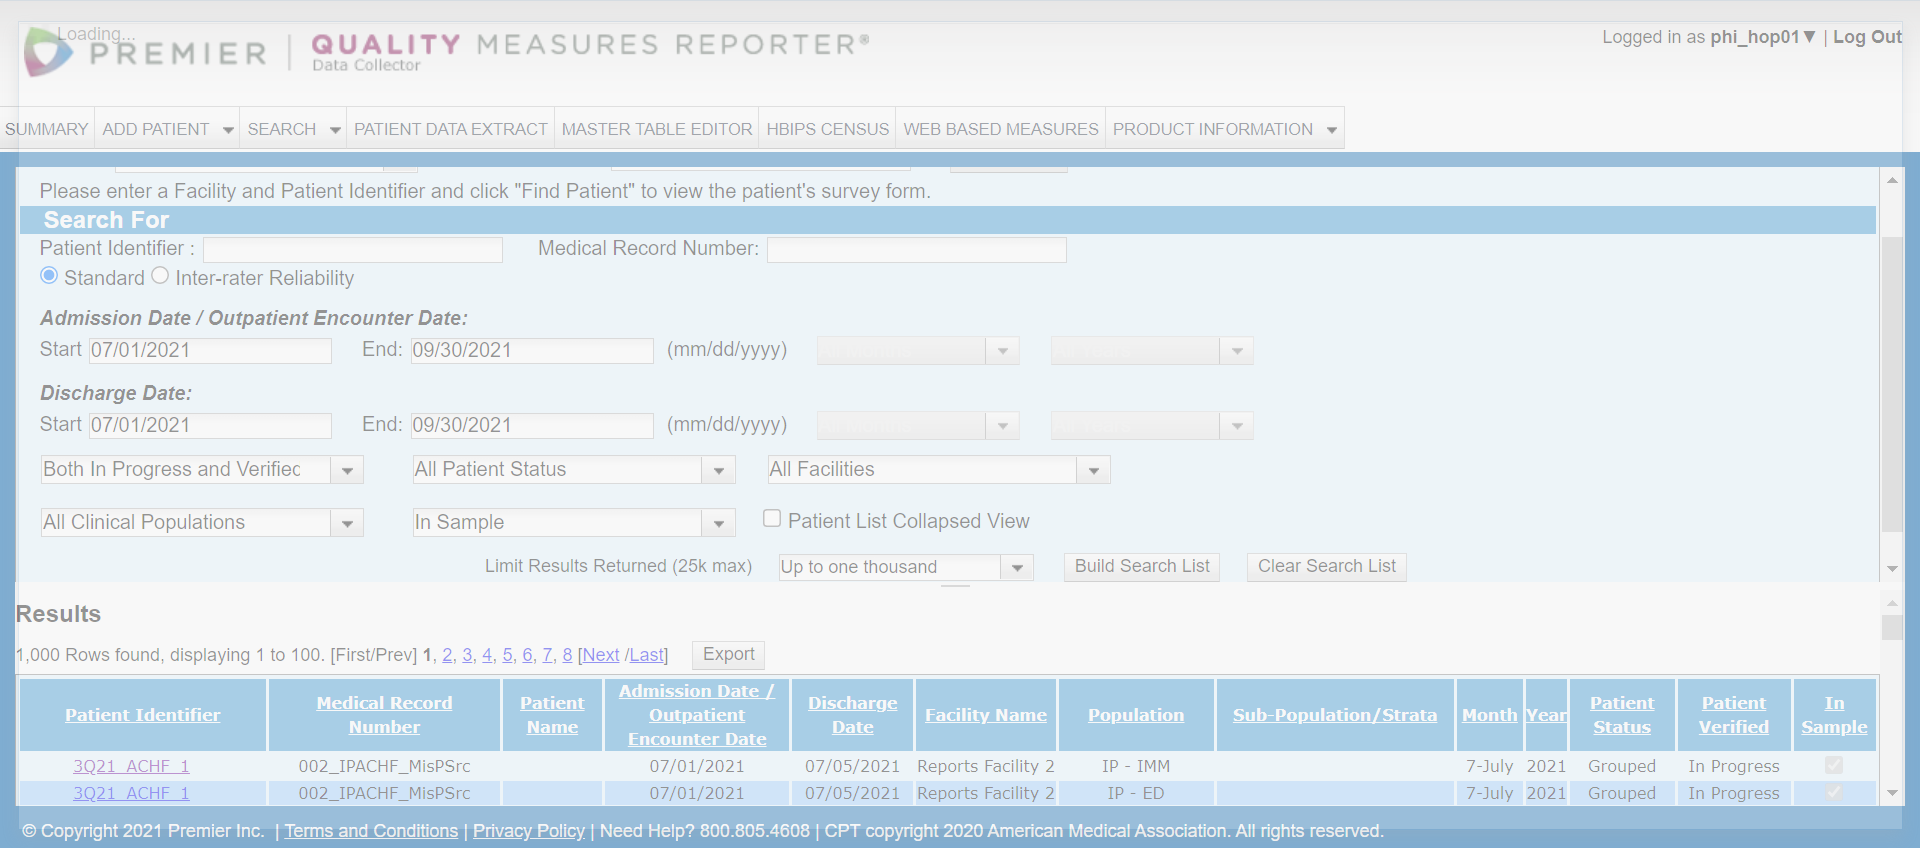 Loading...
PREMIER | QUALITY MEASURES REPORTER®
Data Collector
Logged in as phi_hop01▼ | Log Out
SUMMARY ADD PATIENT SEARCH PATIENT DATA EXTRACT MASTER TABLE EDITOR HBIPS CENSUS WEB BASED MEASURES PRODUCT INFORMATION
Please enter a Facility and Patient Identifier and click "Find Patient" to view the patient's survey form.
Search For
Patient Identifier : Medical Record Number:
Standard Inter-rater Reliability
Admission Date / Outpatient Encounter Date:
Start 07/01/2021 End: 09/30/2021 (mm/dd/yyyy)
Discharge Date:
Start 07/01/2021 End: 09/30/2021 (mm/dd/yyyy)
Both In Progress and Verified All Patient Status All Facilities
All Clinical Populations In Sample Patient List Collapsed View
Limit Results Returned (25k max) Up to one thousand Build Search List Clear Search List
Results
1,000 Rows found, displaying 1 to 100. [First/Prev] 1, 2, 3, 4, 5, 6, 7, 8 [Next /Last] Export
Patient Identifier Medical Record Number Patient Name Admission Date / Outpatient Encounter Date Discharge Date Facility Name Population Sub-Population/Strata Month Year Patient Status Patient Verified In Sample
3Q21_ACHF_1 002_IPACHF_MisPSrc 07/01/2021 07/05/2021 Reports Facility 2 IP - IMM 7-July 2021 Grouped In Progress
3Q21_ACHF_1 002_IPACHF_MisPSrc 07/01/2021 07/05/2021 Reports Facility 2 IP - ED 7-July 2021 Grouped In Progress
© Copyright 2021 Premier Inc. | Terms and Conditions | Privacy Policy | Need Help? 800.805.4608 | CPT copyright 2020 American Medical Association. All rights reserved.